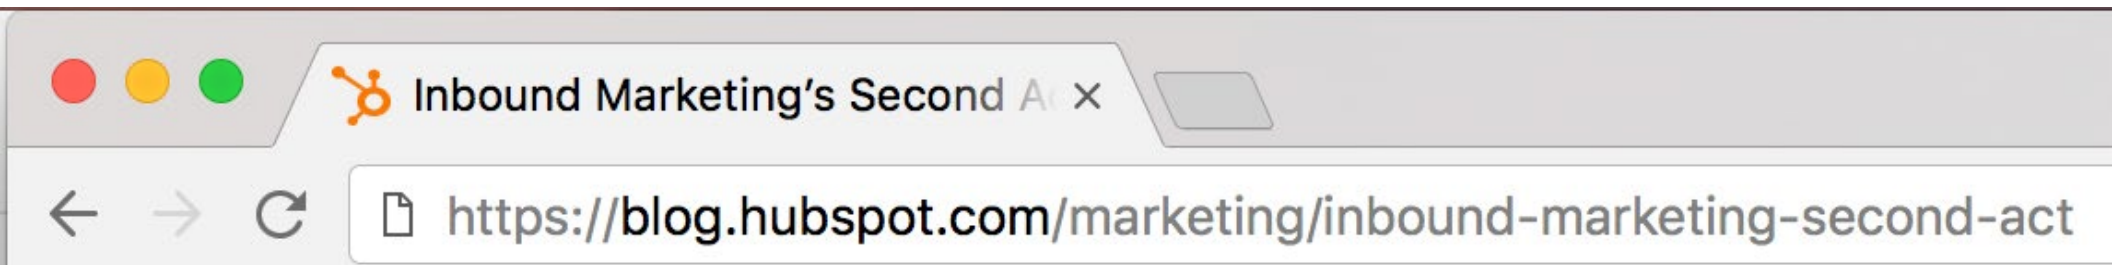 Inbound Marketing's Second A
https://blog.hubspot.com/marketing/inbound-marketing-second-act